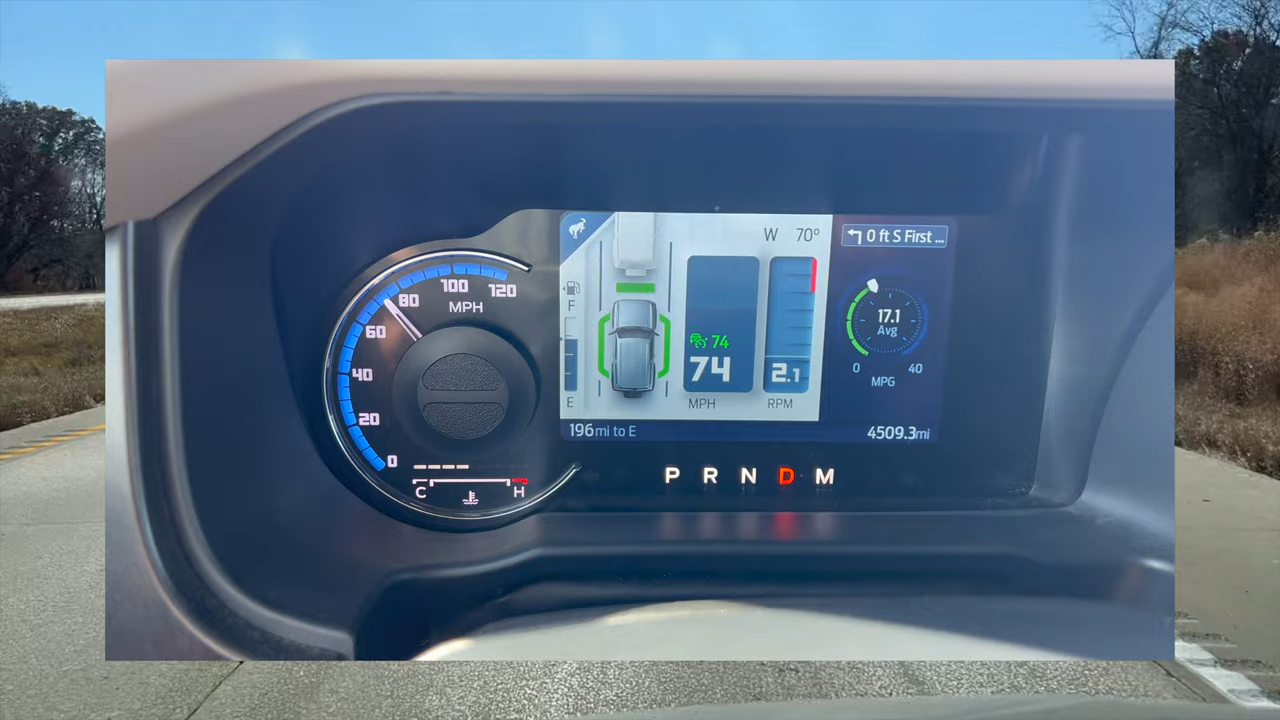 W 70°
0 ft S First ...
120
100
80
MPH
60
40
20
0
F
E
74
74
2.1
MPH
RPM
17.1
Avg
0
40
MPG
196 mi to E
4509.3mi
C
H
P R N D M